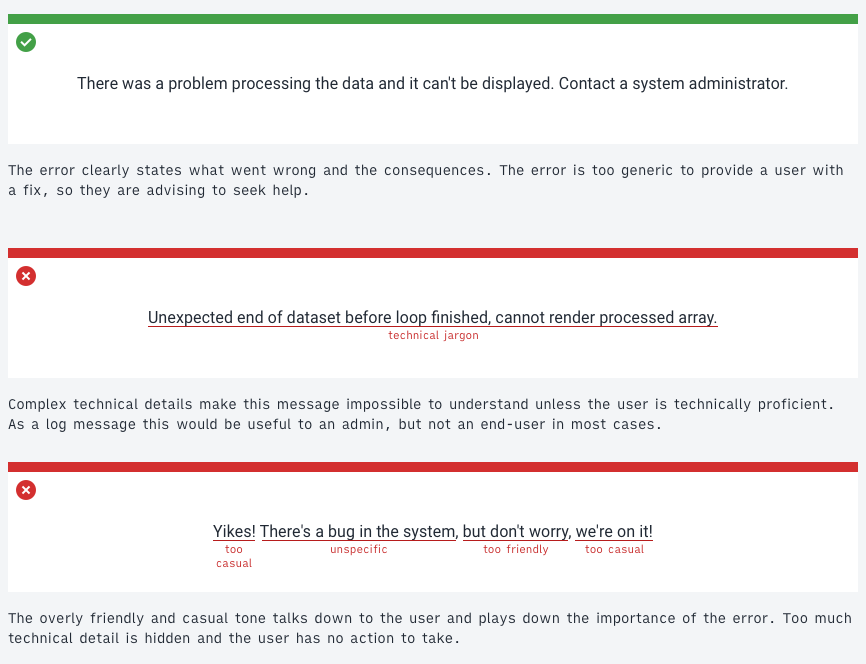 There was a problem processing the data and it can't be displayed. Contact a system administrator.
The error clearly states what went wrong and the consequences. The error is too generic to provide a user with
a fix, so they are advising to seek help.
Unexpected end of dataset before loop finished, cannot render processed array.
technical jargon
Complex technical details make this message impossible to understand unless the user is technically proficient.
As a log message this would be useful to an admin, but not an end-user in most cases.
Yikes! There's a bug in the system, but don't worry, we're on it!
too unspecific too friendly too casual
casual
The overly friendly and casual tone talks down to the user and plays down the importance of the error. Too much
technical detail is hidden and the user has no action to take.